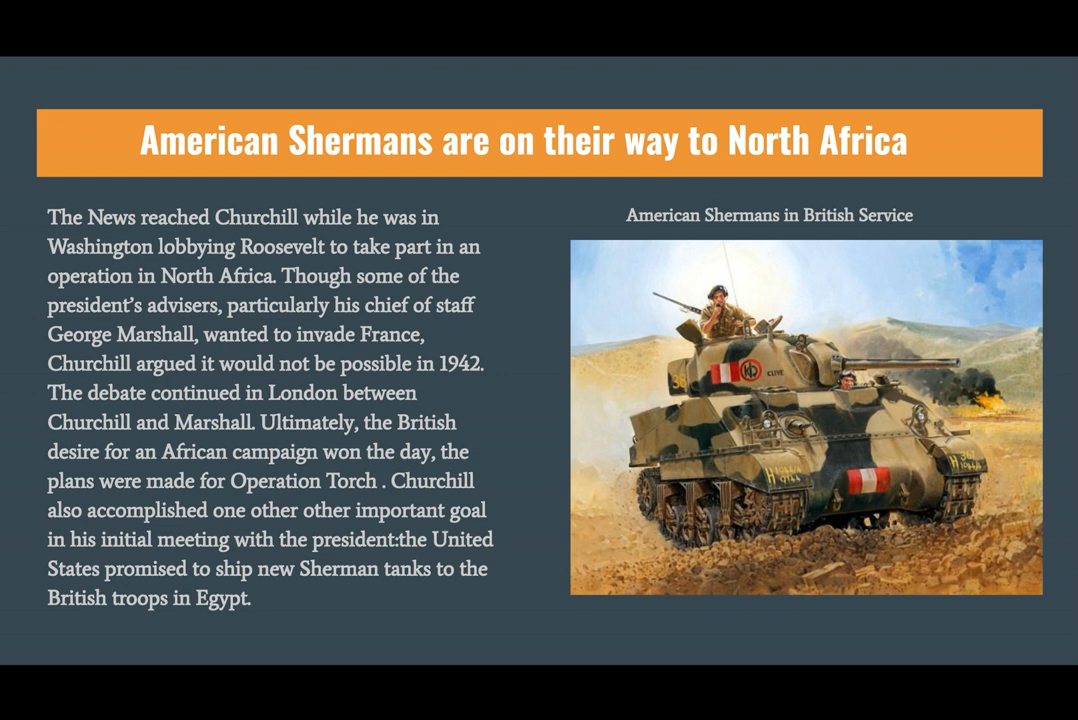 American Shermans are on their way to North Africa
The News reached Churchill while he was in
Washington lobbying Roosevelt to take part in an
operation in North Africa. Though some of the
president's advisers, particularly his chief of staff
George Marshall, wanted to invade France,
Churchill argued it would not be possible in 1942.
The debate continued in London between
Churchill and Marshall. Ultimately, the British
desire for an African campaign won the day, the
plans were made for Operation Torch . Churchill
also accomplished one other other important goal
in his initial meeting with the president:the United
States promised to ship new Sherman tanks to the
British troops in Egypt.
American Shermans in British Service
38
CLIVE
H